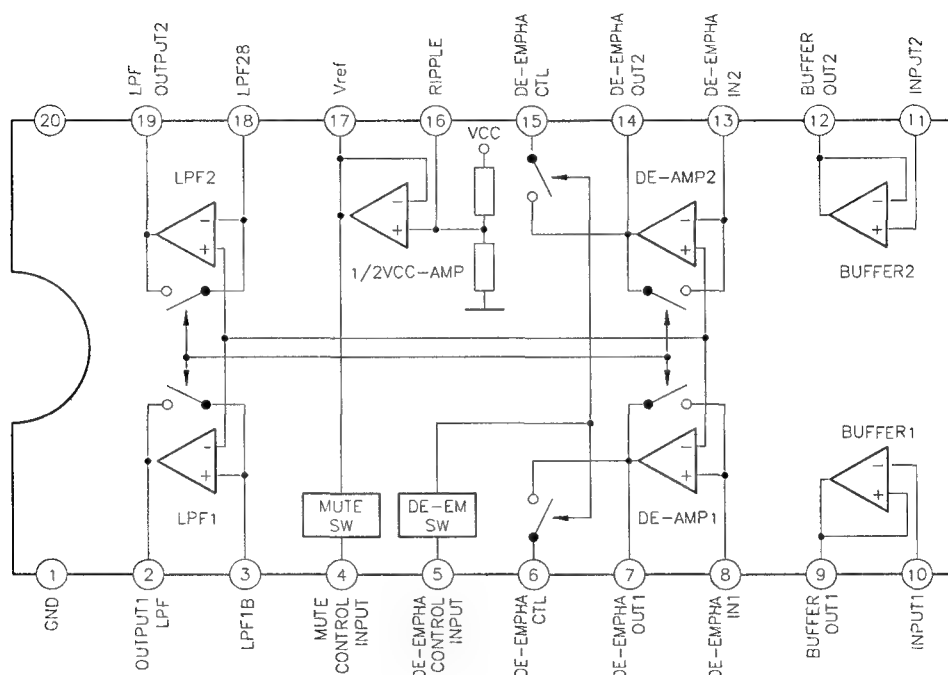 LPF
OUTPUT2
LPF2B
Vref
RIPPLE
DE-EMPHA
CTL
DE-EMPHA
OUT2
DE-EMPHA
IN2
BUFFER
OUT2
INPUT2
20
19
18
17
16
15
14
13
12
11
VCC
LPF2
DE-AMP2
-
+
-
+
-
+
-
+
1/2VCC-AMP
BUFFER2
BUFFER1
-
+
-
+
-
+
LPF1
MUTE
SW
DE-EM
SW
DE-AMP1
1
2
3
4
5
6
7
8
9
10
GND
OUTPUT1
LPF
LPF1B
MUTE
CONTROL
INPUT
DE-EMPHA
CONTROL
INPUT
DE-EMPHA
CTL
DE-EMPHA
OUT1
DE-EMPHA
IN1
BUFFER
OUT1
INPUT1